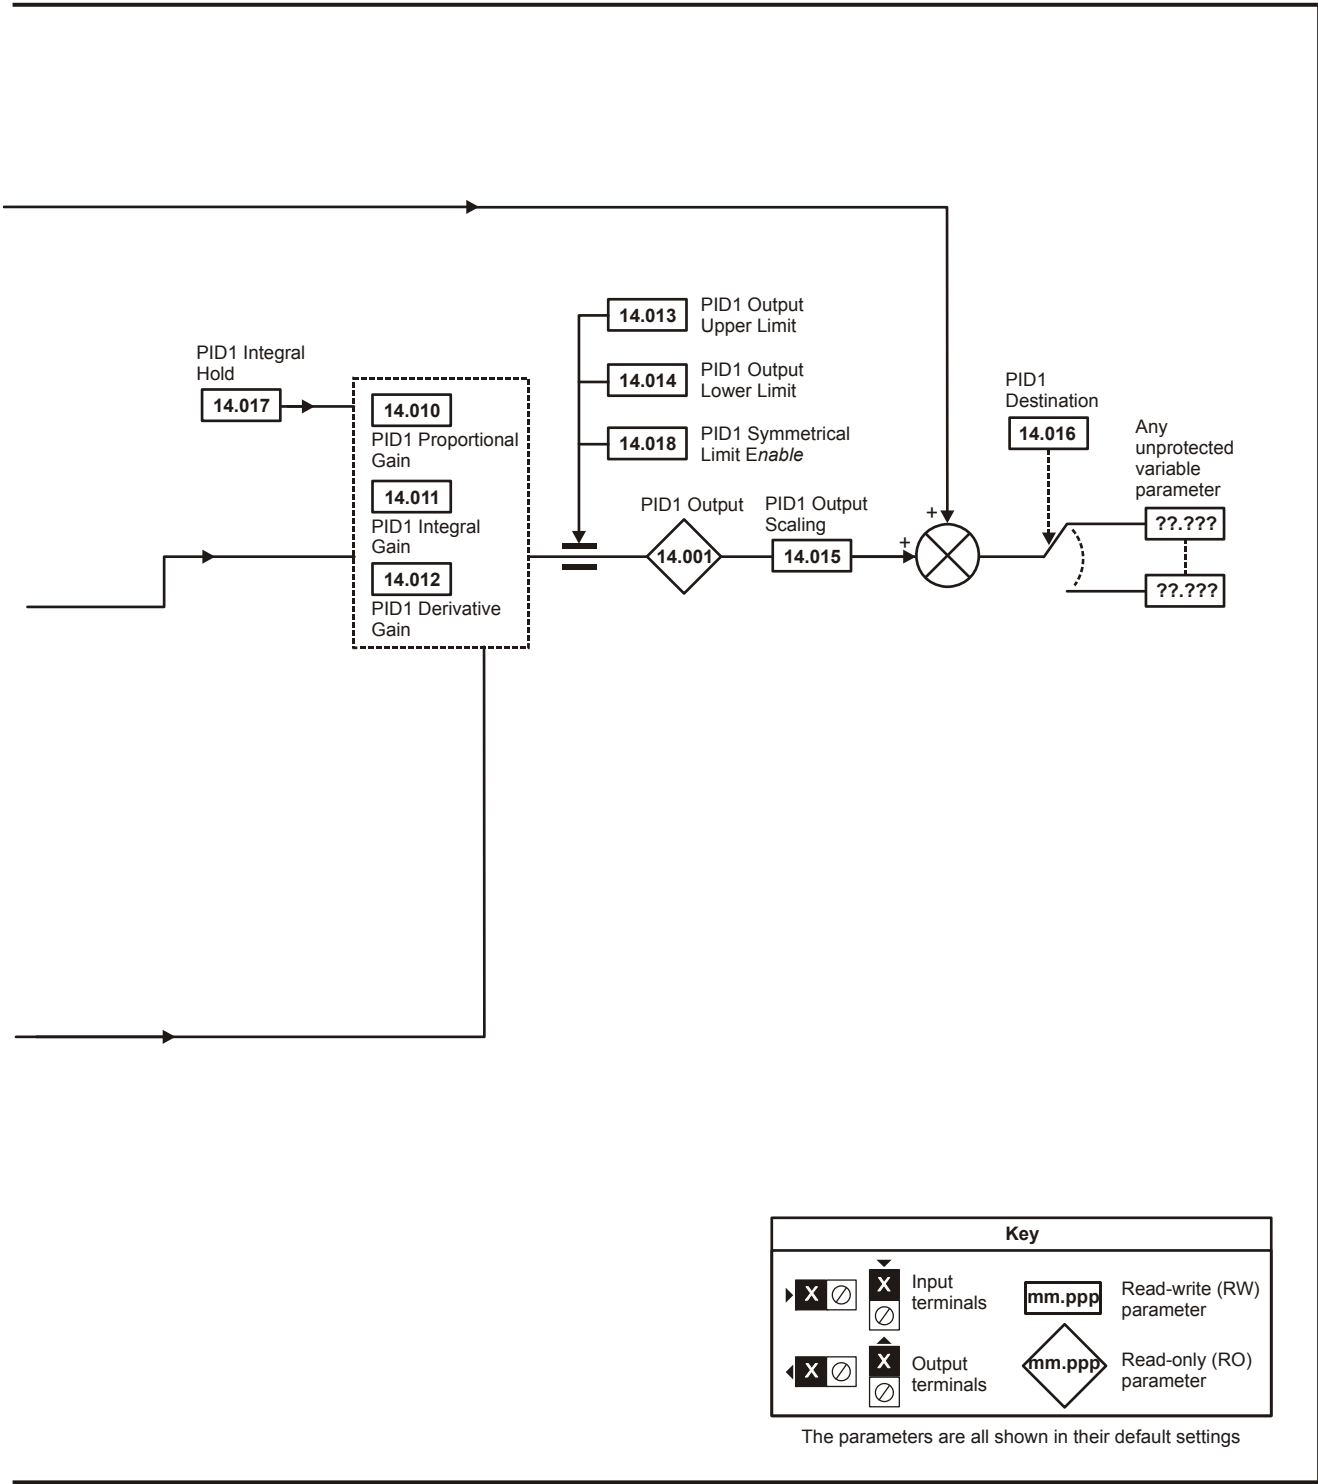 14.013
PID1 Output
Upper Limit
PID1 Integral
Hold
14.017
14.014
PID1 Output
Lower Limit
14.018
PID1 Symmetrical
Limit Enable
14.010
PID1 Proportional
Gain
14.011
PID1 Integral
Gain
14.012
PID1 Derivative
Gain
PID1 Output
14.001
PID1 Output
Scaling
14.015
+
+
PID1
Destination
14.016
Any
unprotected
variable
parameter
??.???
??.???
Key
X
X
Input
terminals
mm.ppp
Read-write (RW)
parameter
X
X
Output
terminals
mm.ppp
Read-only (RO)
parameter
The parameters are all shown in their default settings